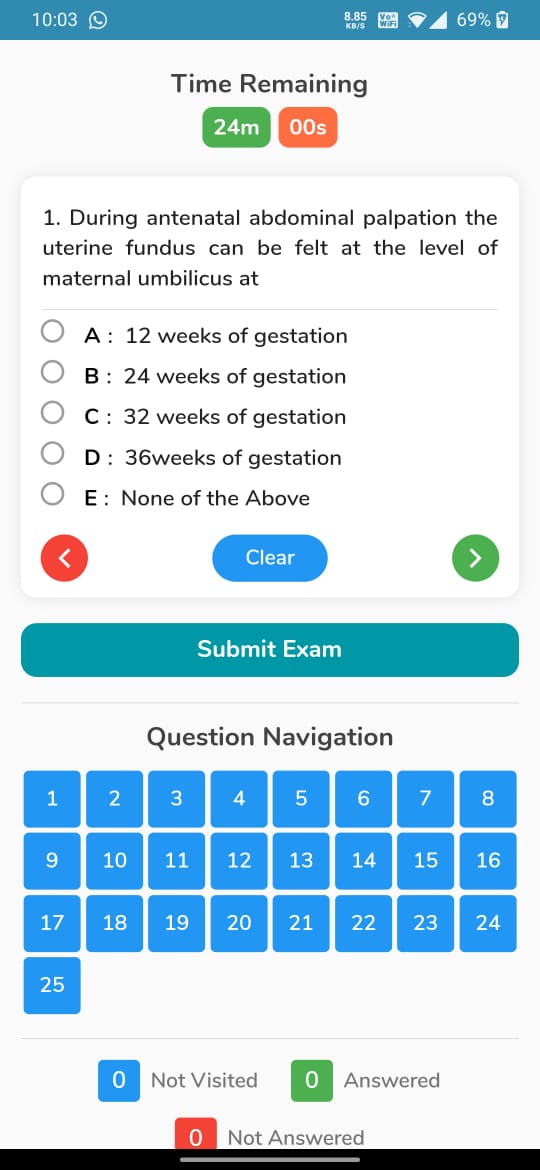 10:03 8.85 KB/S Vo» WiFi 69%
Time Remaining
24m 00s
1. During antenatal abdominal palpation the
uterine fundus can be felt at the level of
maternal umbilicus at
A : 12 weeks of gestation
B : 24 weeks of gestation
C : 32 weeks of gestation
D : 36weeks of gestation
E : None of the Above
Clear
Submit Exam
Question Navigation
1 2 3 4 5 6 7 8
9 10 11 12 13 14 15 16
17 18 19 20 21 22 23 24
25
0 Not Visited 0 Answered
0 Not Answered